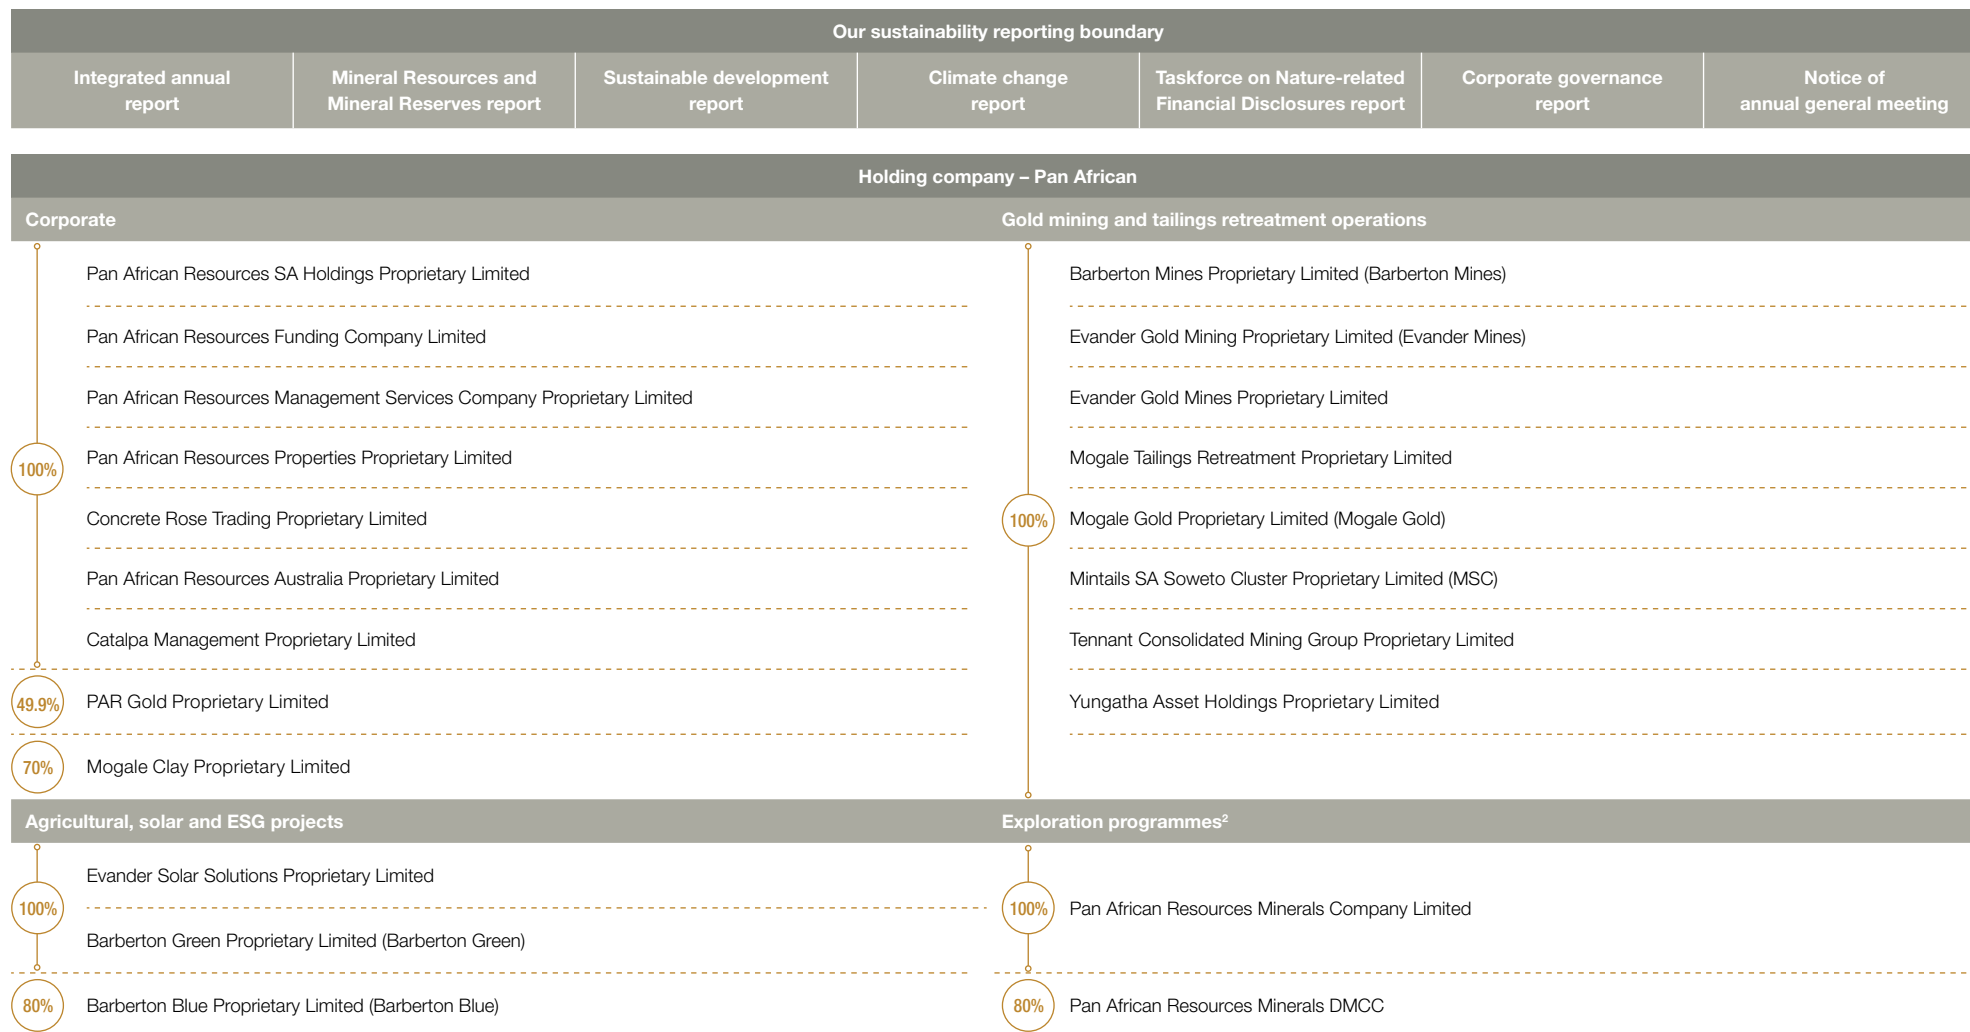 Our sustainability reporting boundary
Integrated annual
report
Mineral Resources and
Mineral Reserves report
Sustainable development
report
Climate change
report
Taskforce on Nature-related
Financial Disclosures report
Corporate governance
report
Notice of
annual general meeting
Holding company – Pan African
Corporate
100%
Pan African Resources SA Holdings Proprietary Limited
Pan African Resources Funding Company Limited
Pan African Resources Management Services Company Proprietary Limited
Pan African Resources Properties Proprietary Limited
Concrete Rose Trading Proprietary Limited
Pan African Resources Australia Proprietary Limited
Catalpa Management Proprietary Limited
49.9%
PAR Gold Proprietary Limited
70%
Mogale Clay Proprietary Limited
Gold mining and tailings retreatment operations
100%
Barberton Mines Proprietary Limited (Barberton Mines)
Evander Gold Mining Proprietary Limited (Evander Mines)
Evander Gold Mines Proprietary Limited
Mogale Tailings Retreatment Proprietary Limited
Mogale Gold Proprietary Limited (Mogale Gold)
Mintails SA Soweto Cluster Proprietary Limited (MSC)
Tennant Consolidated Mining Group Proprietary Limited
Yungatha Asset Holdings Proprietary Limited
Agricultural, solar and ESG projects
100%
Evander Solar Solutions Proprietary Limited
Barberton Green Proprietary Limited (Barberton Green)
80%
Barberton Blue Proprietary Limited (Barberton Blue)
Exploration programmes²
100%
Pan African Resources Minerals Company Limited
80%
Pan African Resources Minerals DMCC